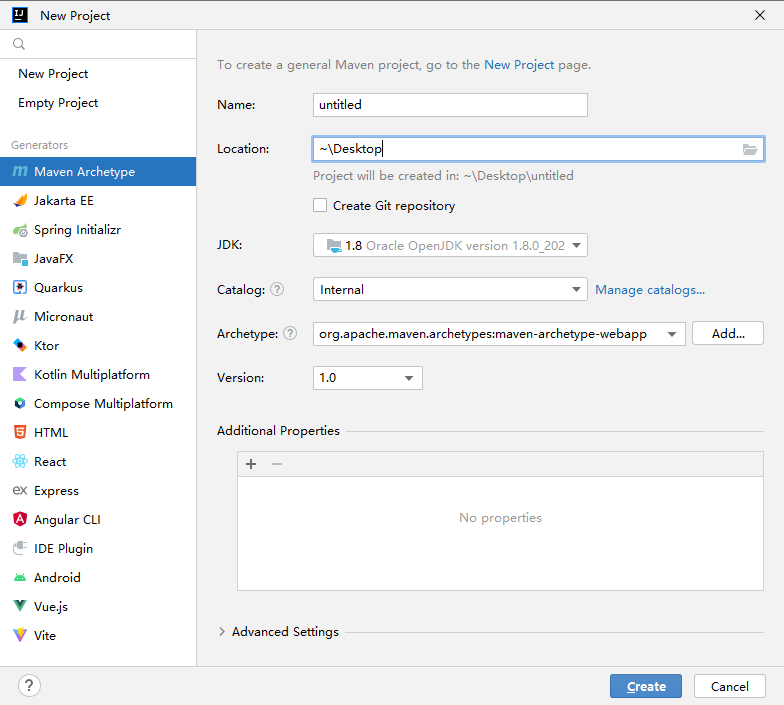 New Project
New Project
Empty Project
Generators
Maven Archetype
Jakarta EE
Spring Initializr
JavaFX
Quarkus
Micronaut
Ktor
Kotlin Multiplatform
Compose Multiplatform
HTML
React
Express
Angular CLI
IDE Plugin
Android
Vue.js
Vite
To create a general Maven project, go to the New Project page.
Name: untitled
Location: ~\Desktop
Project will be created in: ~\Desktop\untitled
Create Git repository
JDK: 1.8 Oracle OpenJDK version 1.8.0_202
Catalog: ? Internal Manage catalogs...
Archetype: ? org.apache.maven.archetypes:maven-archetype-webapp Add...
Version: 1.0
Additional Properties
No properties
Advanced Settings
? Create Cancel